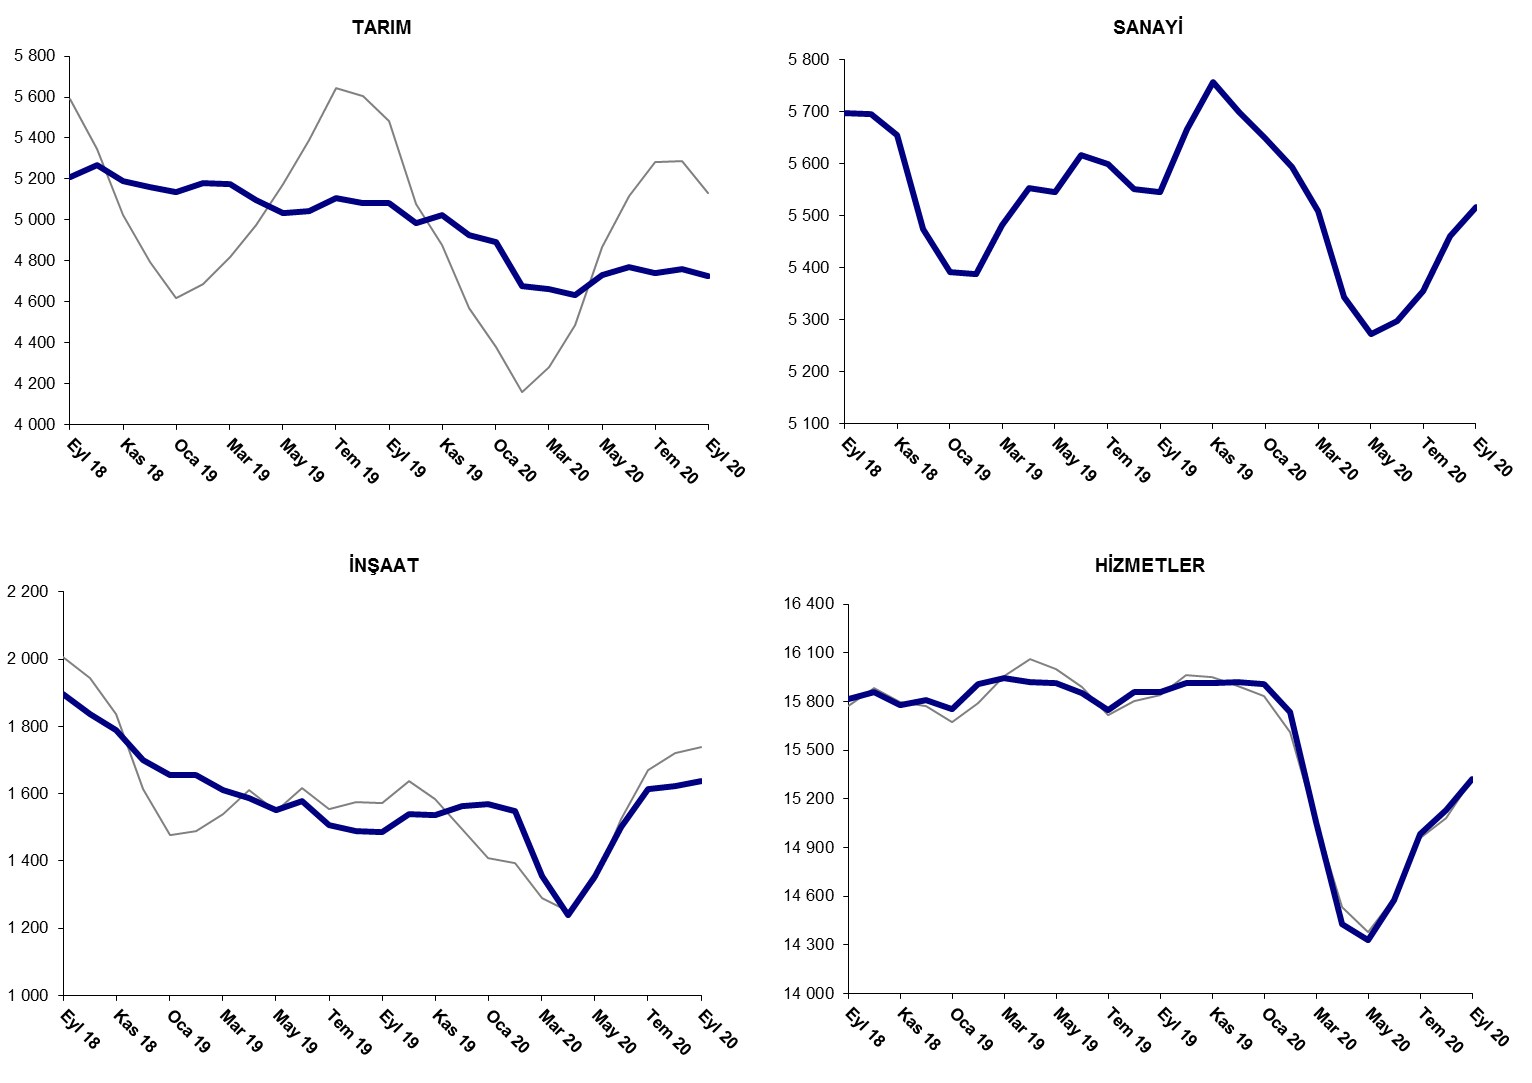 TARIM
5 800
5 600
5 400
5 200
5 000
4 800
4 600
4 400
4 200
4 000
Eyl 18
Kas 18
Oca 19
Mar 19
May 19
Tem 19
Eyl 19
Kas 19
Oca 20
Mar 20
May 20
Tem 20
Eyl 20
SANAYİ
5 800
5 700
5 600
5 500
5 400
5 300
5 200
5 100
Eyl 18
Kas 18
Oca 19
Mar 19
May 19
Tem 19
Eyl 19
Kas 19
Oca 20
Mar 20
May 20
Tem 20
Eyl 20
İNŞAAT
2 200
2 000
1 800
1 600
1 400
1 200
1 000
Eyl 18
Kas 18
Oca 19
Mar 19
May 19
Tem 19
Eyl 19
Kas 19
Oca 20
Mar 20
May 20
Tem 20
Eyl 20
HİZMETLER
16 400
16 100
15 800
15 500
15 200
14 900
14 600
14 300
14 000
Eyl 18
Kas 18
Oca 19
Mar 19
May 19
Tem 19
Eyl 19
Kas 19
Oca 20
Mar 20
May 20
Tem 20
Eyl 20